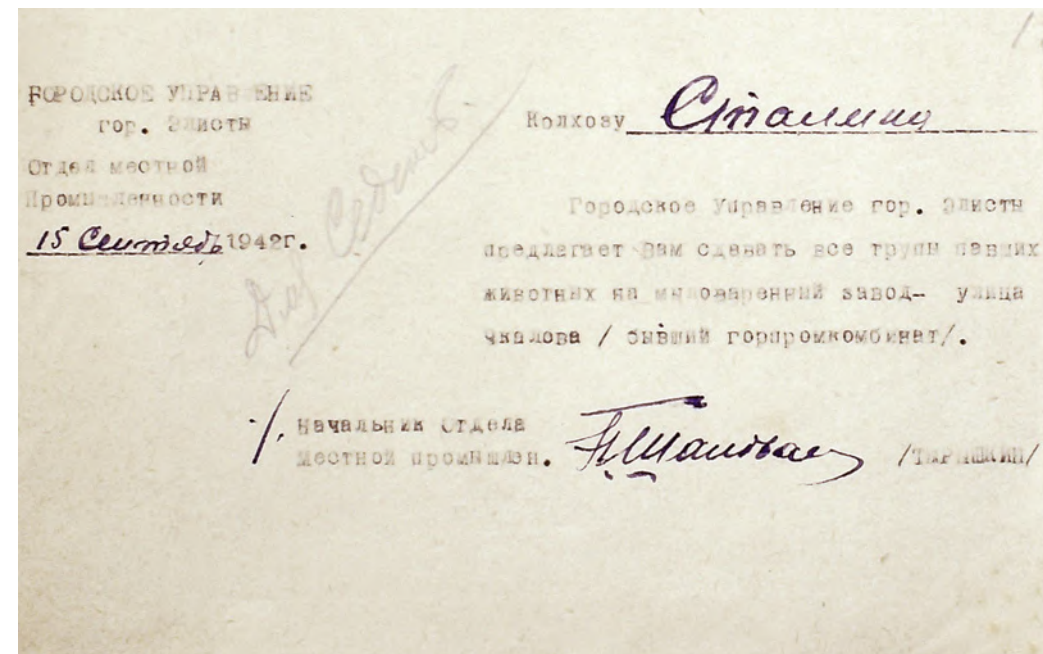 ГОРОДСКОЕ УПРАВЛЕНИЕ
гор. Элисты
Отдел местной
Промышленности
15 Сентябрь 1942г.
Колхозу Сталина
Городское Управление гор. Элисты
предлагает Вам сдавать все трупы павших
животных на мыловаренный завод- улица
Чкалова / бывший горпромкомбинат/.
Начальник Отдела
местной промышлен.
/ТЫРЫШКИН/